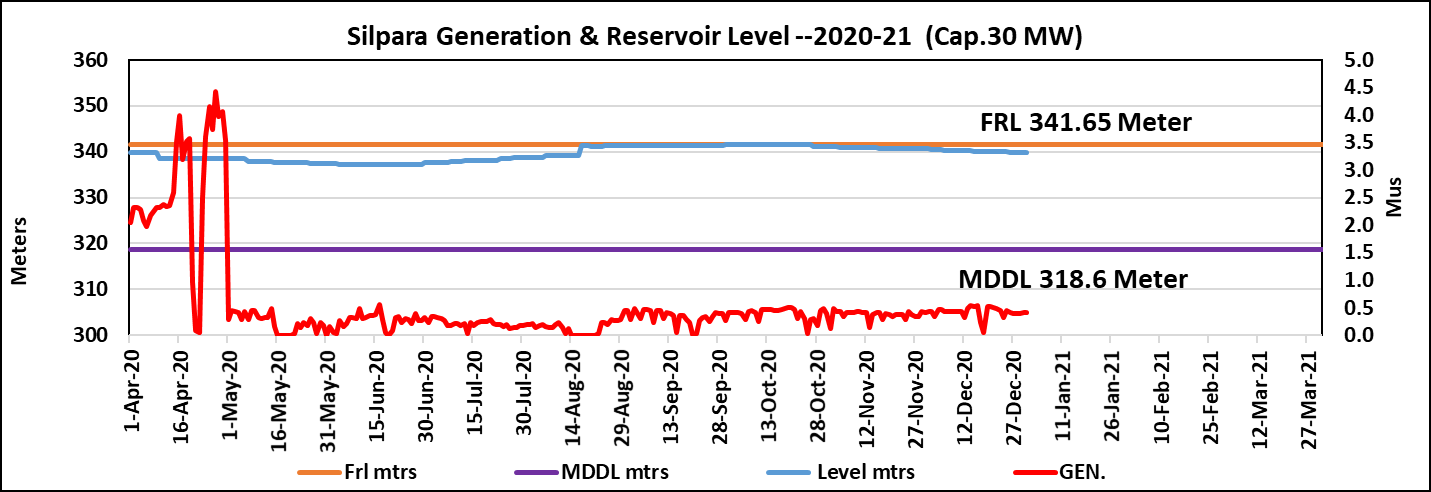 Silpara Generation & Reservoir Level --2020-21 (Cap.30 MW)
360
350
340
330
320
310
300
Meters
5.0
4.5
4.0
3.5
3.0
2.5
2.0
1.5
1.0
0.5
0.0
Mus
FRL 341.65 Meter
MDDL 318.6 Meter
1-Apr-20
16-Apr-20
1-May-20
16-May-20
31-May-20
15-Jun-20
30-Jun-20
15-Jul-20
30-Jul-20
14-Aug-20
29-Aug-20
13-Sep-20
28-Sep-20
13-Oct-20
28-Oct-20
12-Nov-20
27-Nov-20
12-Dec-20
27-Dec-20
11-Jan-21
26-Jan-21
10-Feb-21
25-Feb-21
12-Mar-21
27-Mar-21
Frl mtrs
MDDL mtrs
Level mtrs
GEN.